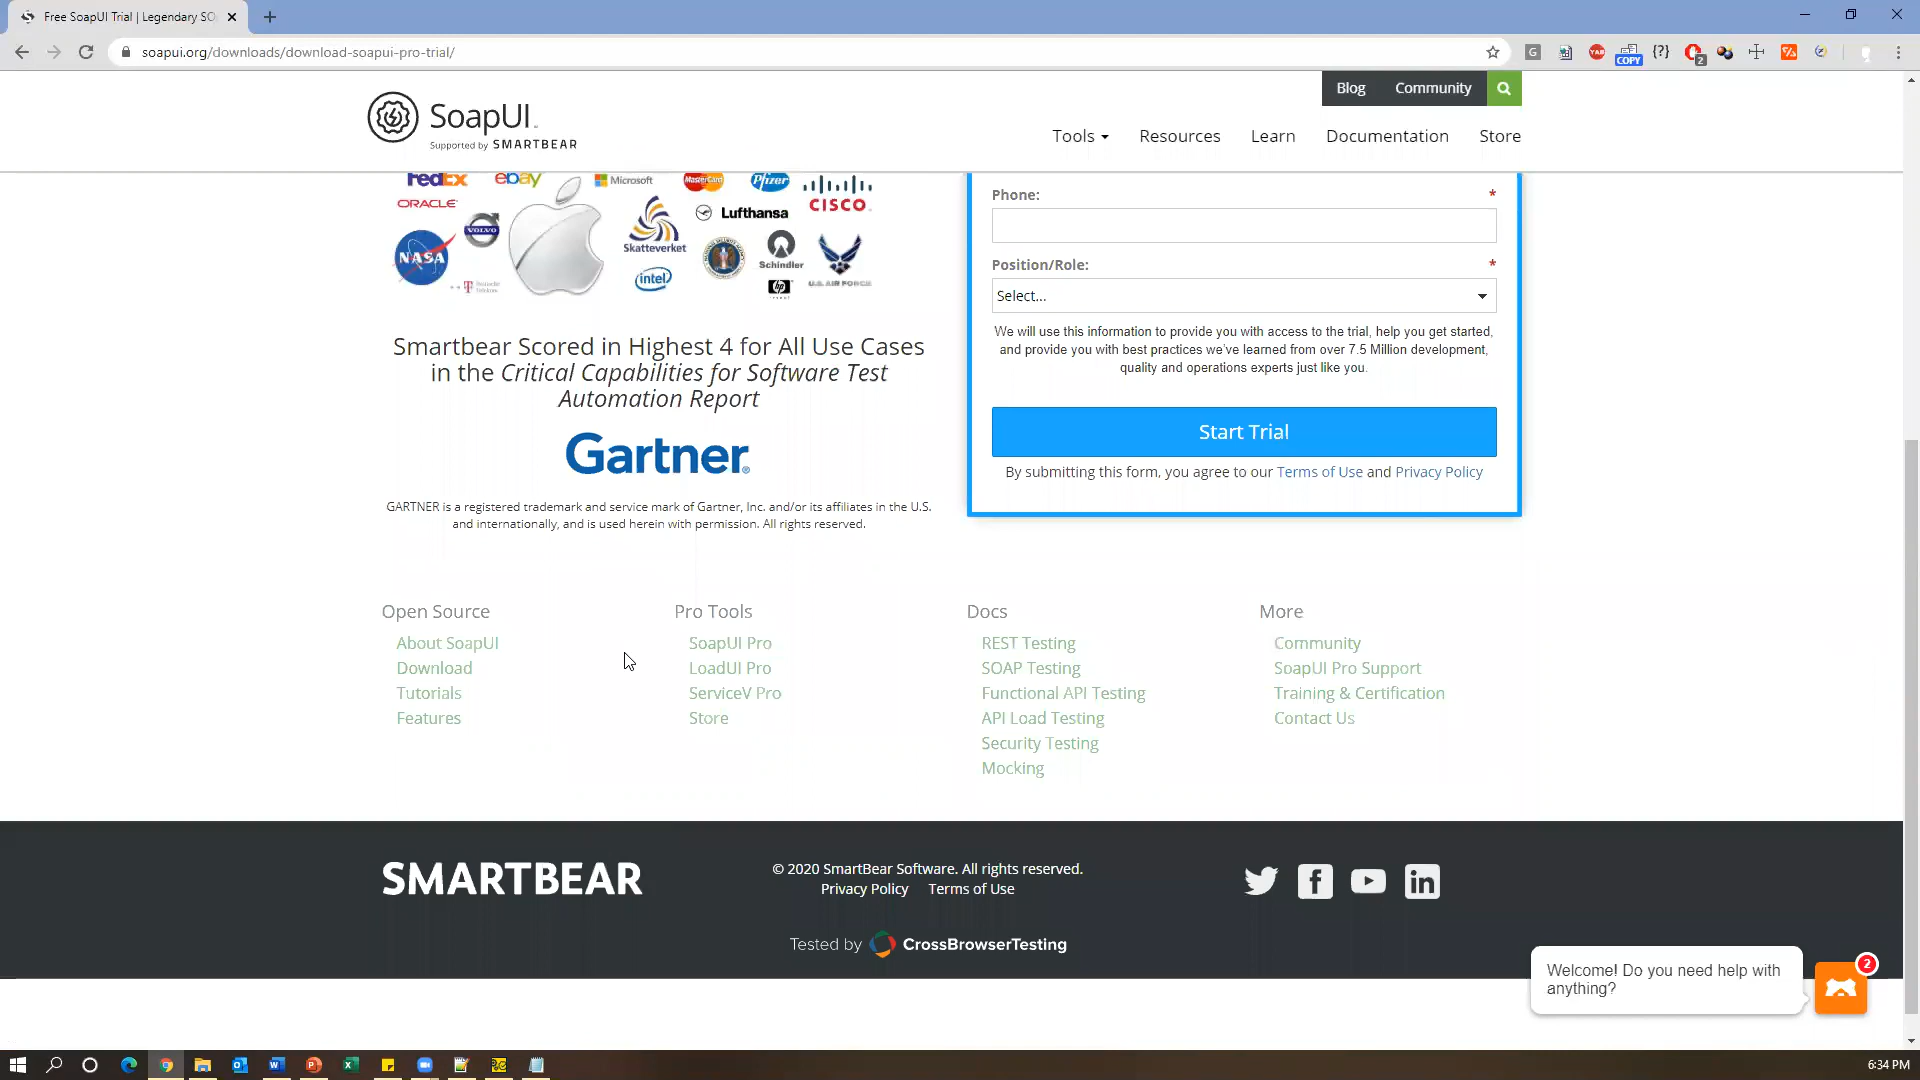 Free SoapUI Trial | Legendary SO
soapui.org/downloads/download-soapui-pro-trial/
G
YAB
COPY
{?}
2
Blog
Community
SoapUI
Supported by SMARTBEAR
Tools
Resources
Learn
Documentation
Store
FedEx
ebay
Microsoft
MasterCard
Pfizer
CISCO
ORACLE
VOLVO
Lufthansa
Skatteverket
NASA
Schindler
intel
hp
U.S. AIR FORCE
Smartbear Scored in Highest 4 for All Use Cases
in the Critical Capabilities for Software Test
Automation Report
Gartner
GARTNER is a registered trademark and service mark of Gartner, Inc. and/or its affiliates in the U.S.
and internationally, and is used herein with permission. All rights reserved.
Phone: *
Position/Role: *
Select...
We will use this information to provide you with access to the trial, help you get started,
and provide you with best practices we've learned from over 7.5 Million development,
quality and operations experts just like you.
Start Trial
By submitting this form, you agree to our Terms of Use and Privacy Policy
Open Source
About SoapUI
Download
Tutorials
Features
Pro Tools
SoapUI Pro
LoadUI Pro
ServiceV Pro
Store
Docs
REST Testing
SOAP Testing
Functional API Testing
API Load Testing
Security Testing
Mocking
More
Community
SoapUI Pro Support
Training & Certification
Contact Us
SMARTBEAR
© 2020 SmartBear Software. All rights reserved.
Privacy Policy Terms of Use
Tested by CrossBrowserTesting
Welcome! Do you need help with
anything?
2
6:34 PM